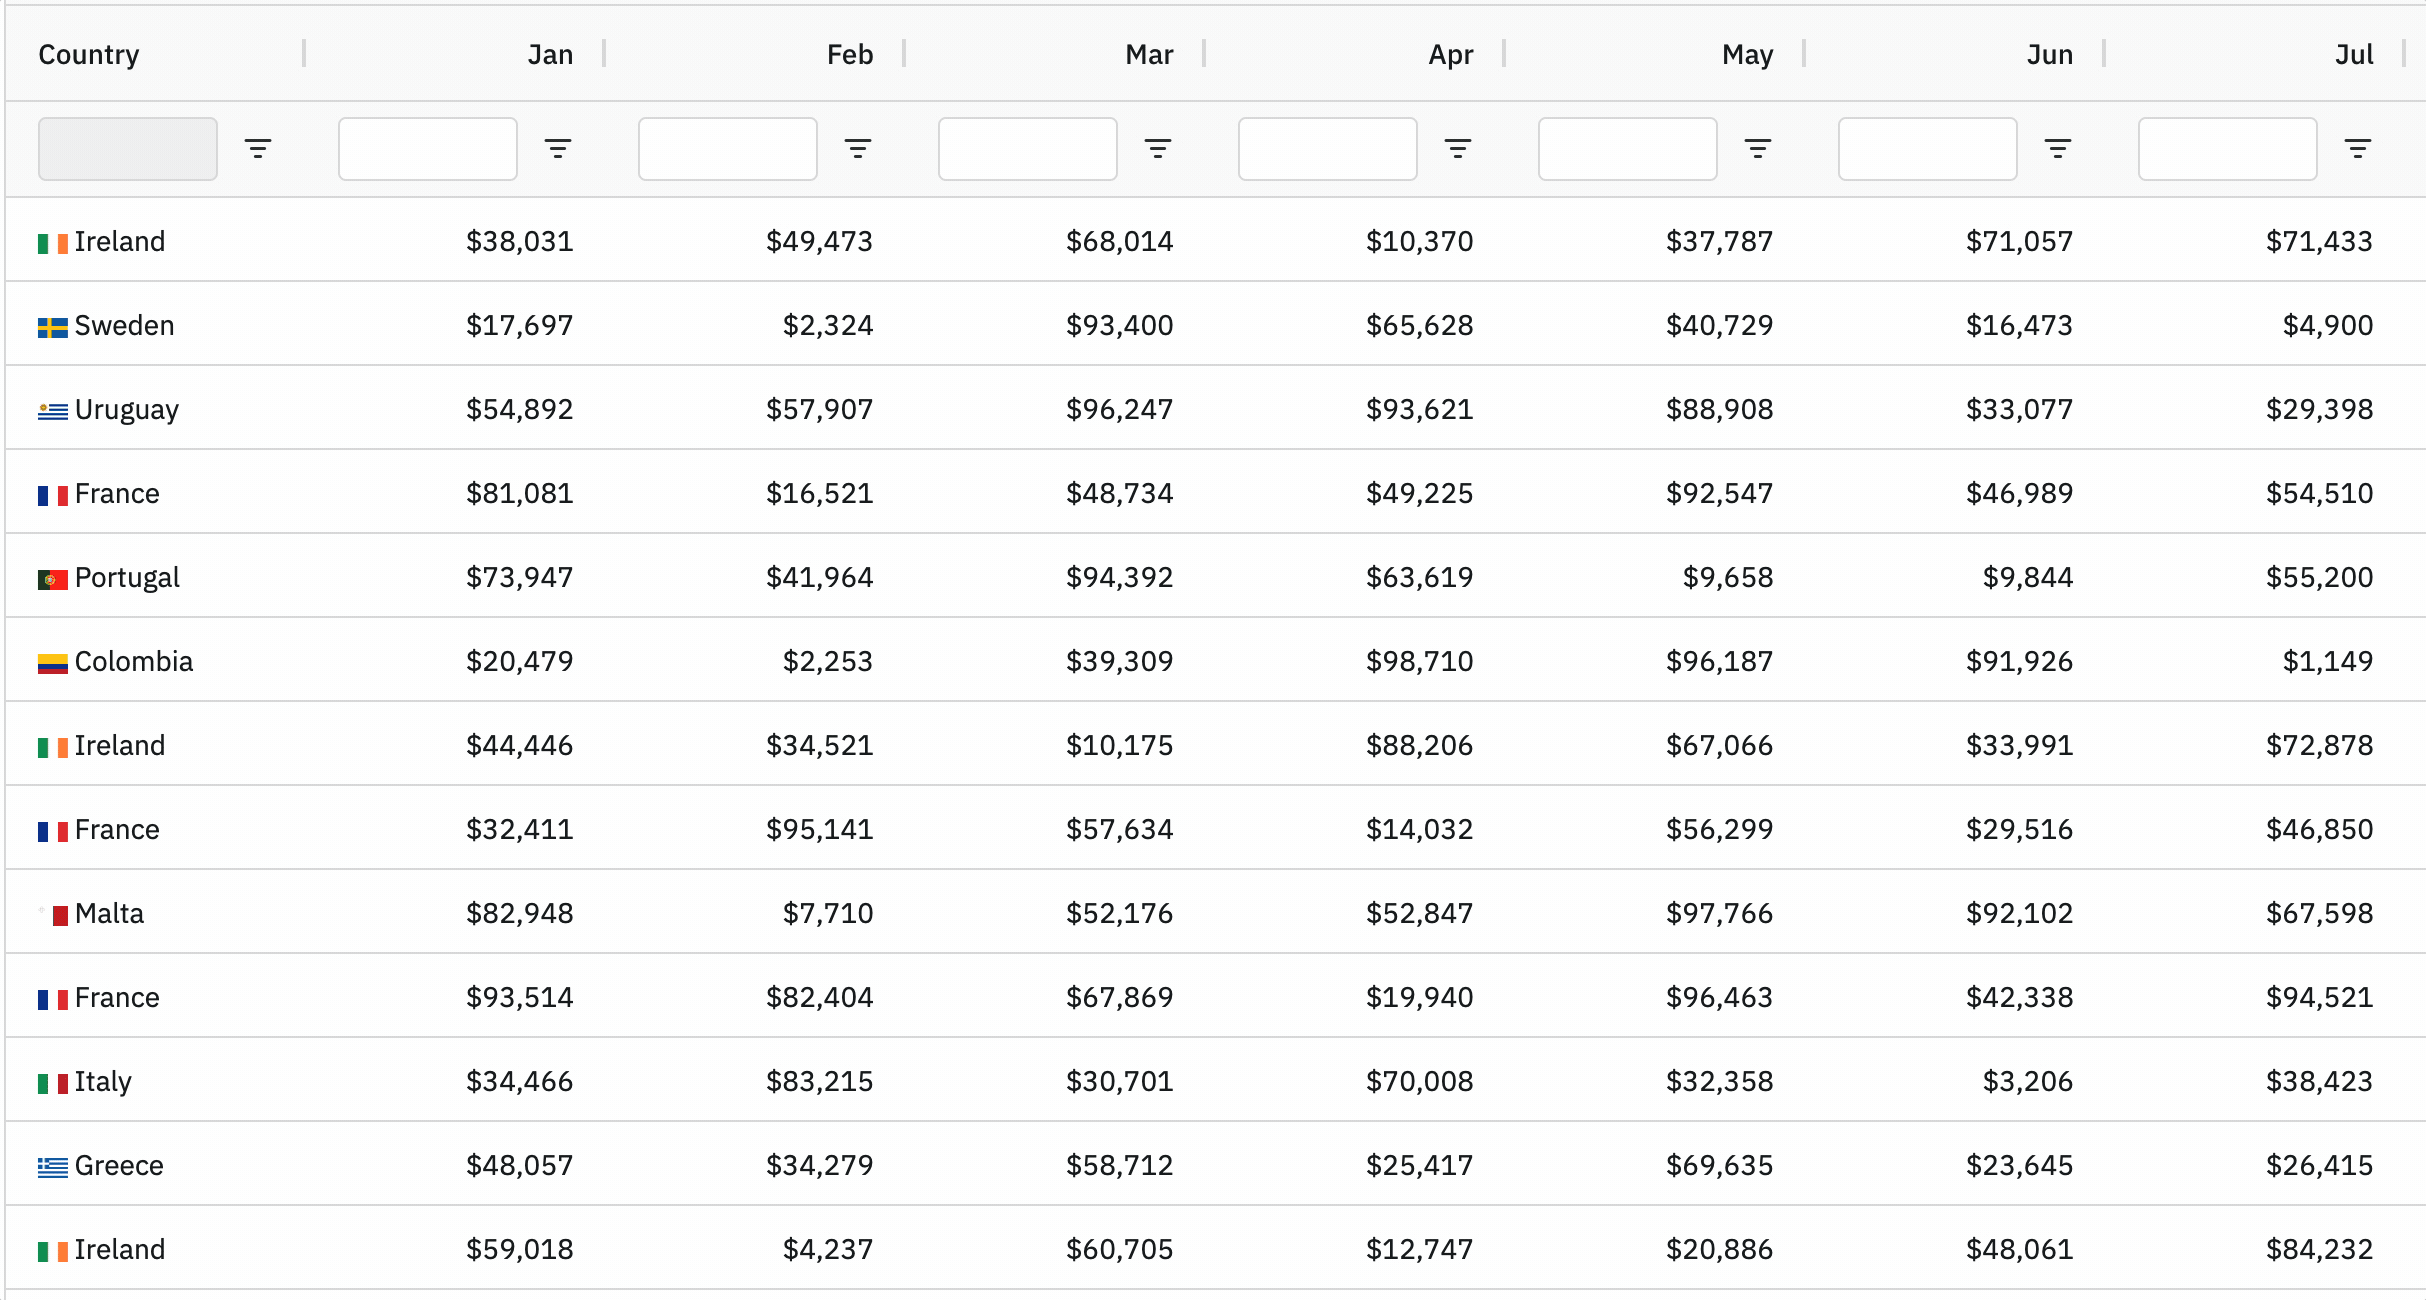 Country Jan Feb Mar Apr May Jun Jul
Ireland $38,031 $49,473 $68,014 $10,370 $37,787 $71,057 $71,433
Sweden $17,697 $2,324 $93,400 $65,628 $40,729 $16,473 $4,900
Uruguay $54,892 $57,907 $96,247 $93,621 $88,908 $33,077 $29,398
France $81,081 $16,521 $48,734 $49,225 $92,547 $46,989 $54,510
Portugal $73,947 $41,964 $94,392 $63,619 $9,658 $9,844 $55,200
Colombia $20,479 $2,253 $39,309 $98,710 $96,187 $91,926 $1,149
Ireland $44,446 $34,521 $10,175 $88,206 $67,066 $33,991 $72,878
France $32,411 $95,141 $57,634 $14,032 $56,299 $29,516 $46,850
Malta $82,948 $7,710 $52,176 $52,847 $97,766 $92,102 $67,598
France $93,514 $82,404 $67,869 $19,940 $96,463 $42,338 $94,521
Italy $34,466 $83,215 $30,701 $70,008 $32,358 $3,206 $38,423
Greece $48,057 $34,279 $58,712 $25,417 $69,635 $23,645 $26,415
Ireland $59,018 $4,237 $60,705 $12,747 $20,886 $48,061 $84,232